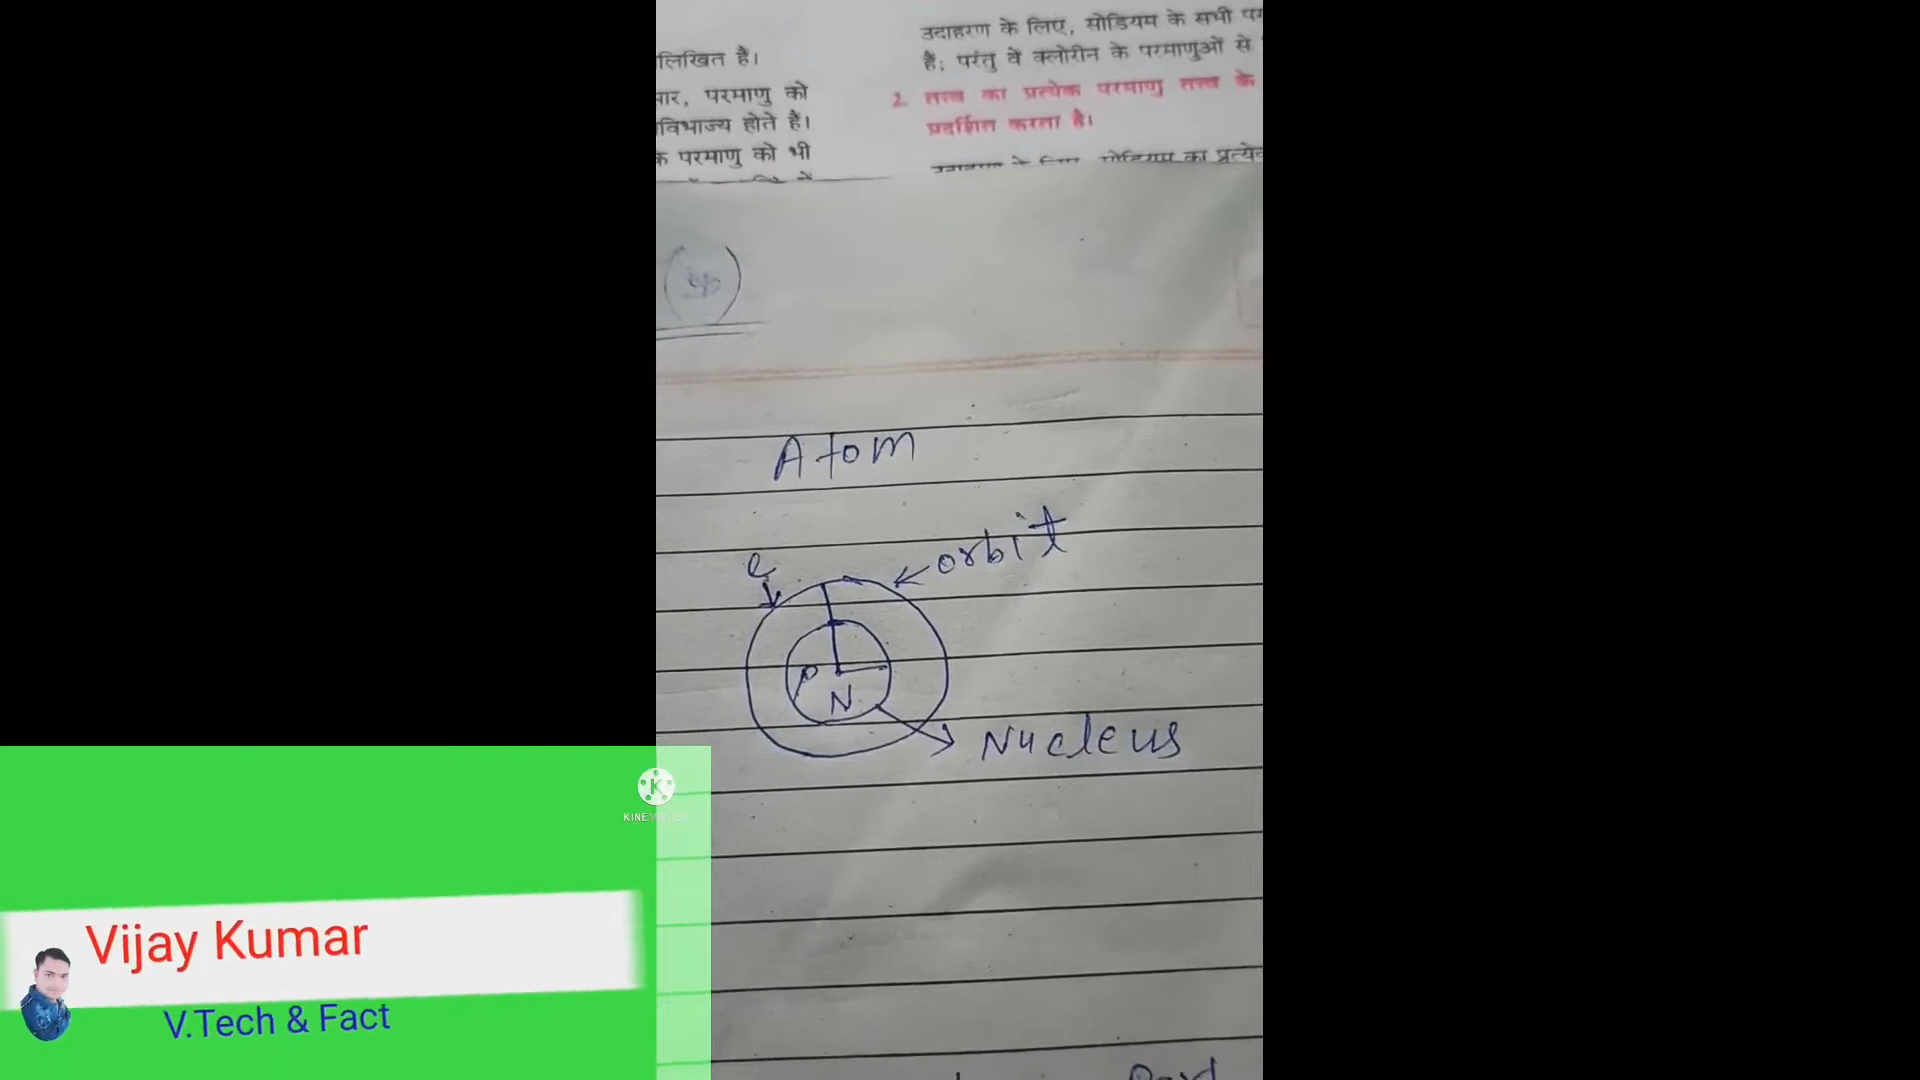 लिखित हैं।
परमाणु को
विभाज्य होते हैं।
परमाणु को भी
उदाहरण के लिए, सोडियम के सभी
हैं; परंतु वे क्लोरीन के परमाणुओं से
2. तत्त्व का प्रत्येक परमाणु तत्त्व के
प्रदर्शित करता है।
सोडियम का
Atom
e
orbit
P
N
Nucleus
KINEMASTER
Vijay Kumar
V.Tech & Fact